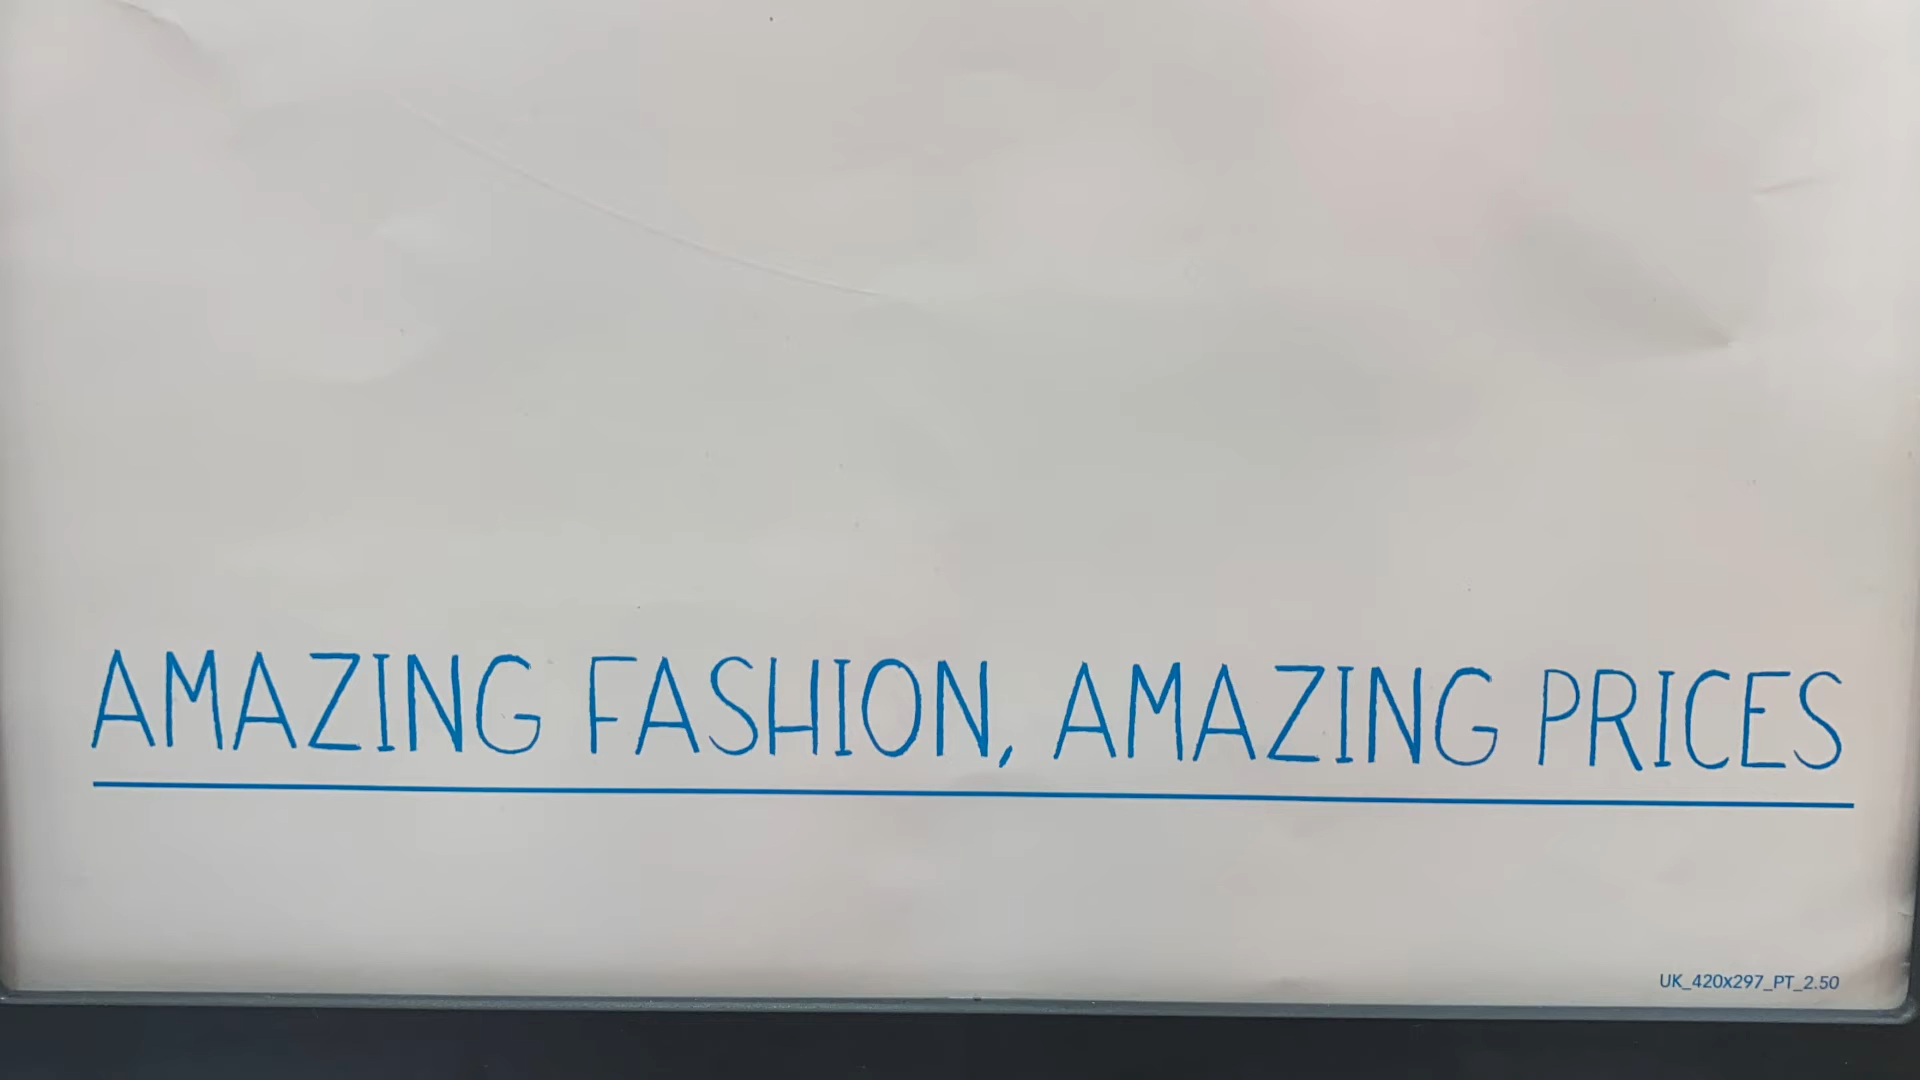 AMAZING FASHION, AMAZING PRICES
UK_420x297_PT_2.50